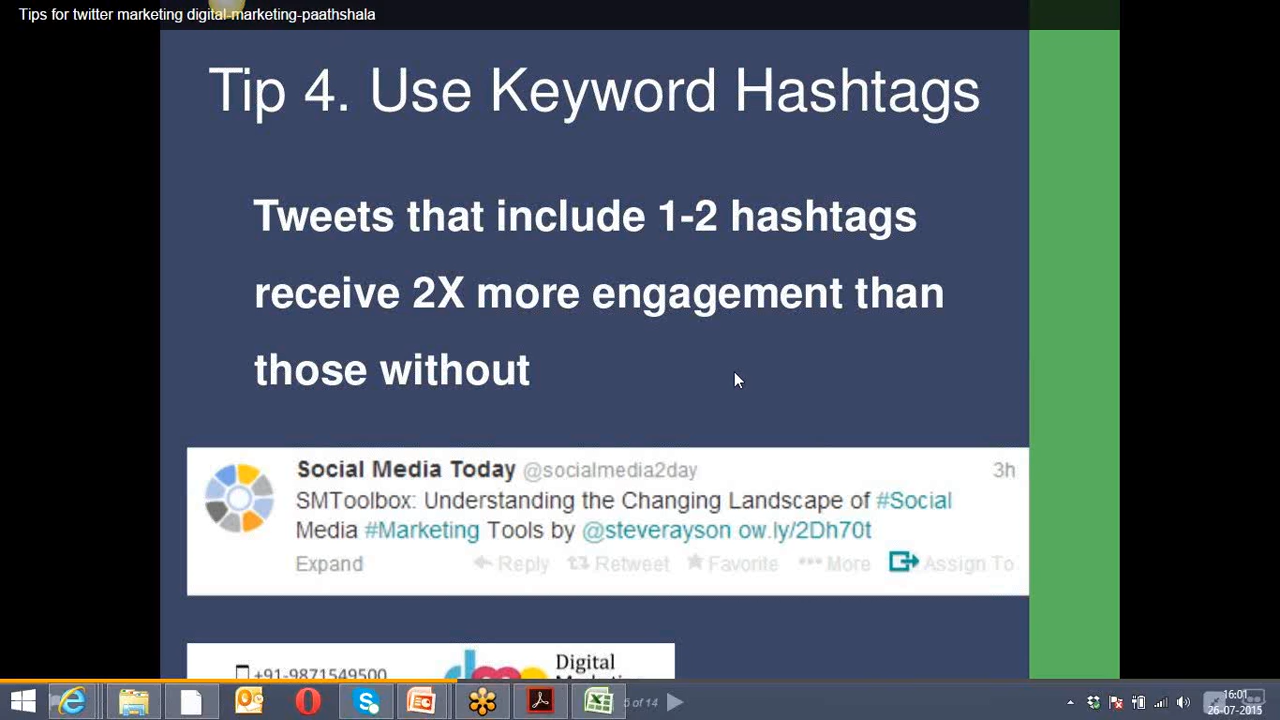 Tips for twitter marketing digital-marketing-paathshala
Tip 4. Use Keyword Hashtags
Tweets that include 1-2 hashtags
receive 2X more engagement than
those without
Social Media Today @socialmedia2day 3h
SMToolbox: Understanding the Changing Landscape of #Social
Media #Marketing Tools by @steverayson ow.ly/2Dh70t
Expand Reply Retweet Favorite More Assign To
+91-9871549500
Digital
5 of 14
16:01
26-07-2015